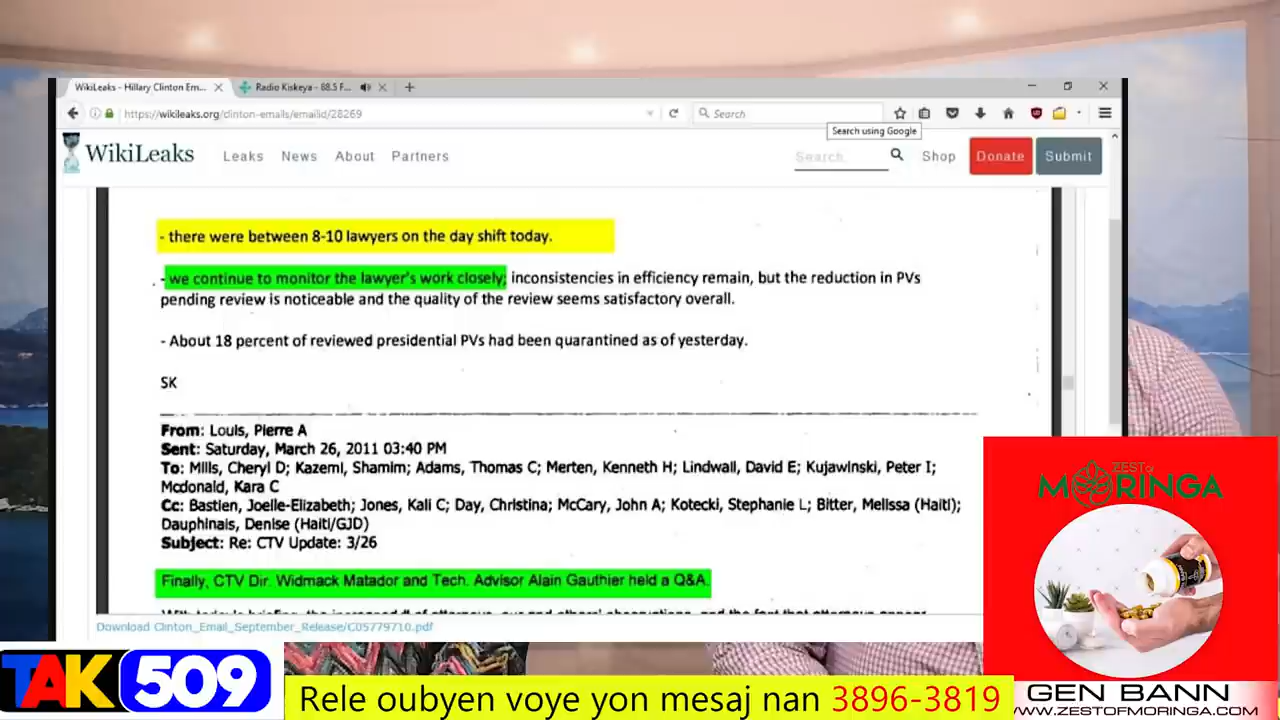 WikiLeaks - Hillary Clinton Em...
Radio Kiskeya - 88.5 F...
https://wikileaks.org/clinton-emails/emailid/28269
Search
Search using Google
WikiLeaks
Leaks News About Partners
Search...
Shop
Donate
Submit
- there were between 8-10 lawyers on the day shift today.
- we continue to monitor the lawyer's work closely; inconsistencies in efficiency remain, but the reduction in PVs
pending review is noticeable and the quality of the review seems satisfactory overall.
- About 18 percent of reviewed presidential PVs had been quarantined as of yesterday.
SK
From: Louis, Pierre A
Sent: Saturday, March 26, 2011 03:40 PM
To: Mills, Cheryl D; Kazemi, Shamim; Adams, Thomas C; Merten, Kenneth H; Lindwall, David E; Kujawinski, Peter I;
Mcdonald, Kara C
Cc: Bastien, Joelle-Elizabeth; Jones, Kali C; Day, Christina; McCary, John A; Kotecki, Stephanie L; Bitter, Melissa (Haiti);
Dauphinais, Denise (Haiti/GJD)
Subject: Re: CTV Update: 3/26
Finally, CTV Dir. Widmack Matador and Tech. Advisor Alain Gauthier held a Q&A.
Download Clinton_Email_September_Release/C05779710.pdf
ZEST of
MORINGA
TAK 509
Rele oubyen voye yon mesaj nan 3896-3819
GEN BANN
WWW.ZESTOFMORINGA.COM